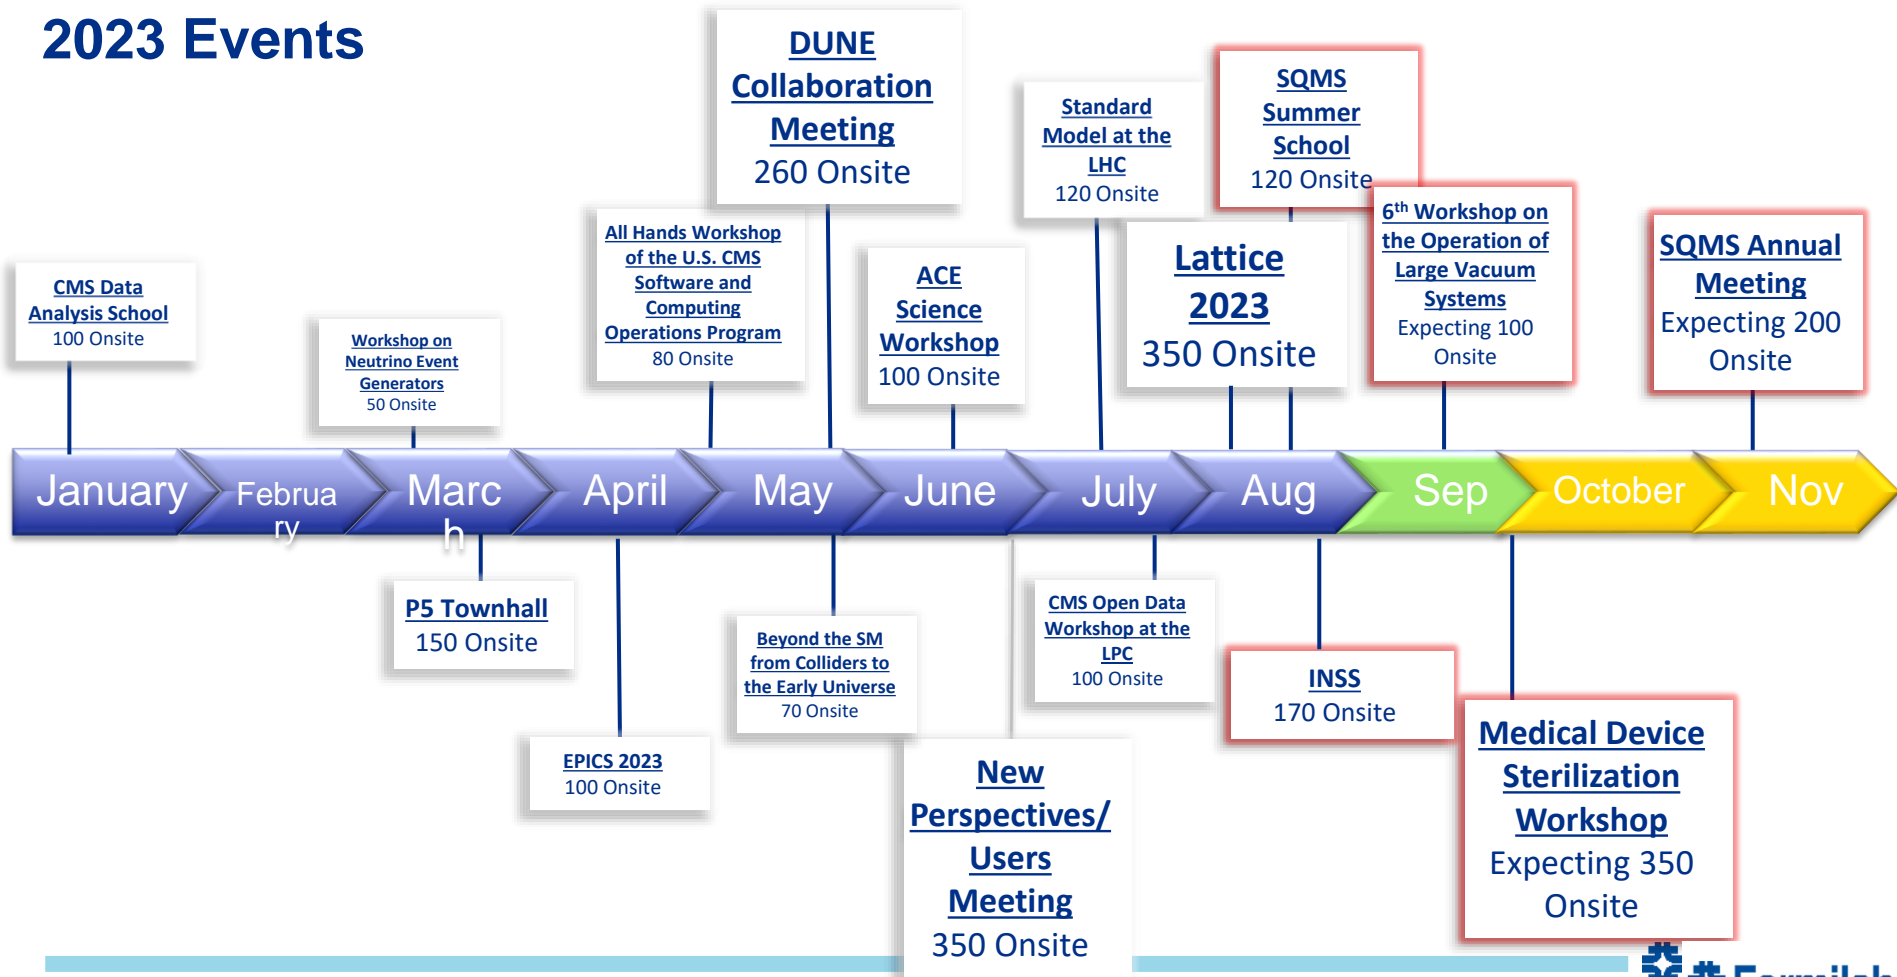 2023 Events
DUNE
Collaboration
Meeting
260 Onsite
Standard
Model at the
LHC
120 Onsite
SQMS
Summer
School
120 Onsite
CMS Data
Analysis School
100 Onsite
Workshop on
Neutrino Event
Generators
50 Onsite
All Hands Workshop
of the U.S. CMS
Software and
Computing
Operations Program
80 Onsite
ACE
Science
Workshop
100 Onsite
Lattice
2023
350 Onsite
6th Workshop on
the Operation of
Large Vacuum
Systems
Expecting 100
Onsite
SQMS Annual
Meeting
Expecting 200
Onsite
January
Februa
ry
Marc
h
April
May
June
July
Aug
Sep
October
Nov
P5 Townhall
150 Onsite
EPICS 2023
100 Onsite
Beyond the SM
from Colliders to
the Early Universe
70 Onsite
New
Perspectives/
Users
Meeting
350 Onsite
CMS Open Data
Workshop at the
LPC
100 Onsite
INSS
170 Onsite
Medical Device
Sterilization
Workshop
Expecting 350
Onsite